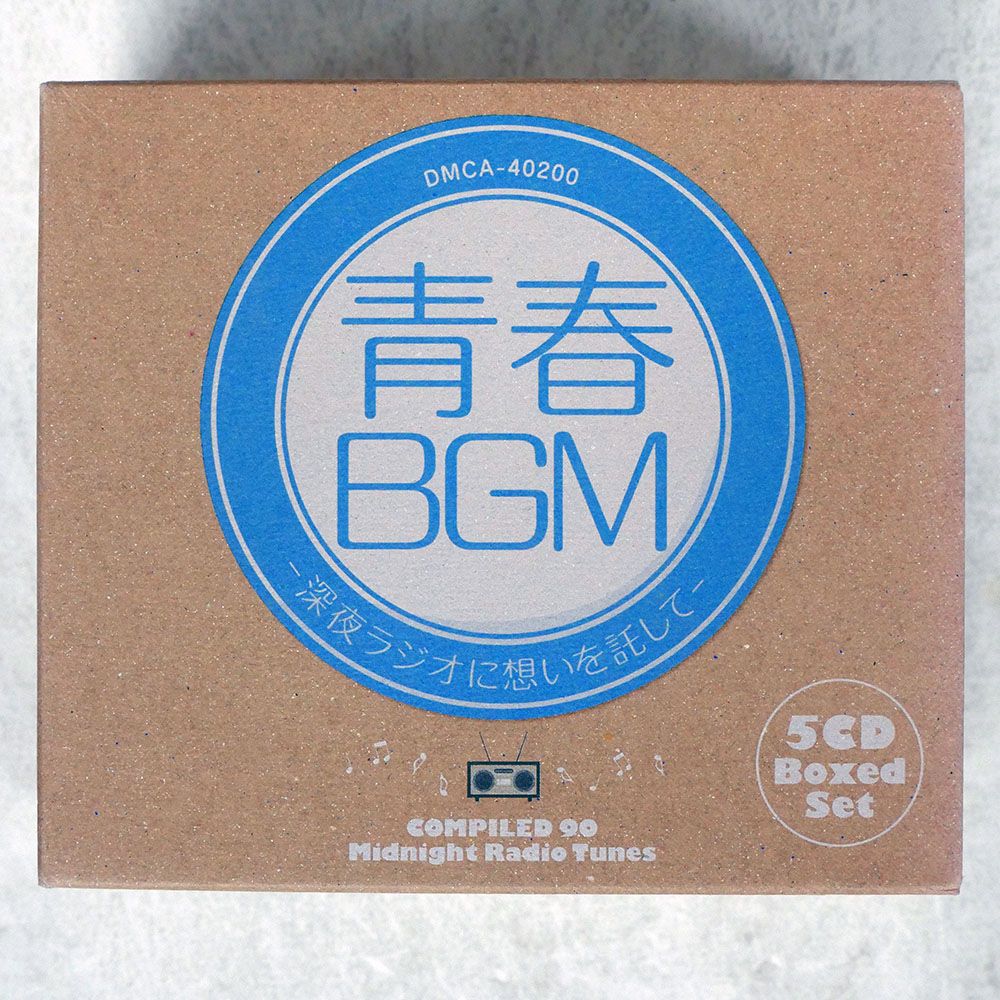 DMCA-40200
青春
BGM
-深夜ラジオに想いを託して-
5CD
Boxed
Set
COMPILED 90
Midnight Radio Tunes